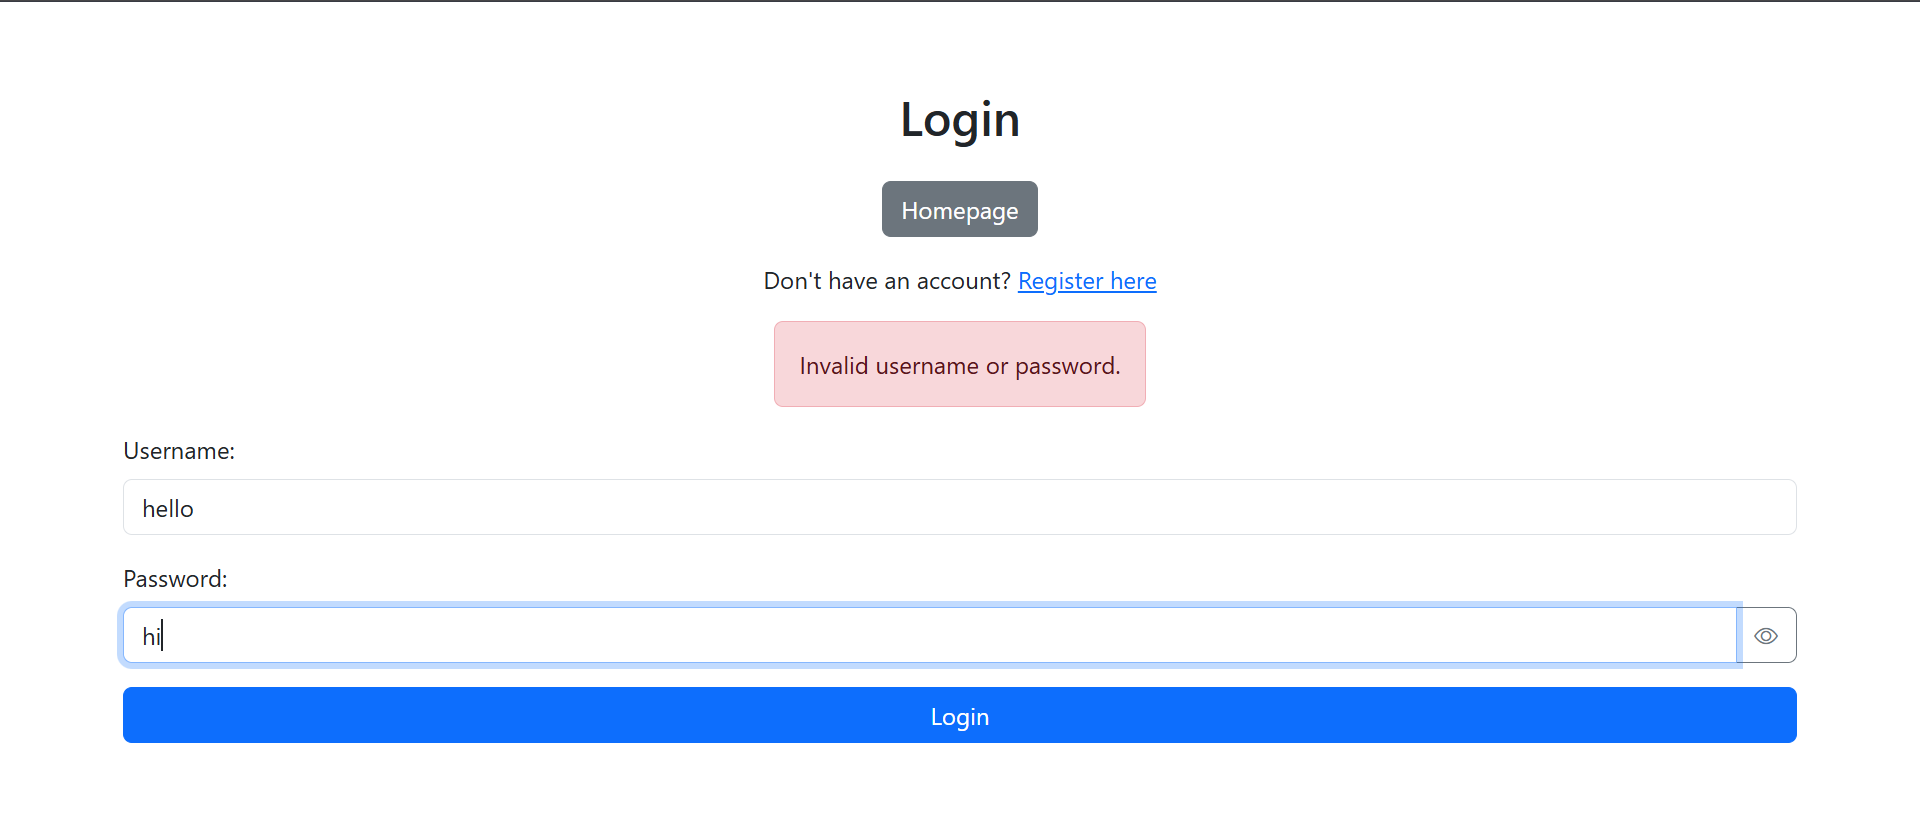 Login
Homepage
Don't have an account? Register here
Invalid username or password.
Username:
hello
Password:
hi
Login